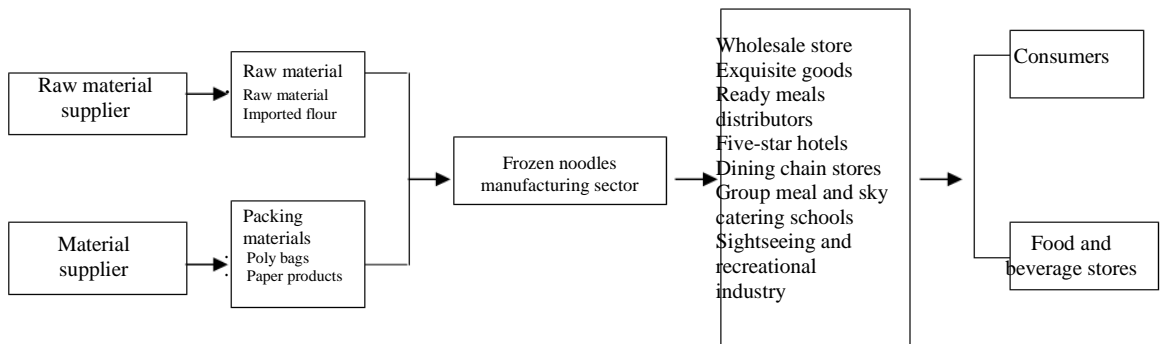 Raw material
supplier
Raw material
Raw material
Imported flour
Material
supplier
Packing
materials
Poly bags
Paper products
Frozen noodles
manufacturing sector
Wholesale store
Exquisite goods
Ready meals
distributors
Five-star hotels
Dining chain stores
Group meal and sky
catering schools
Sightseeing and
recreational
industry
Consumers
Food and
beverage stores